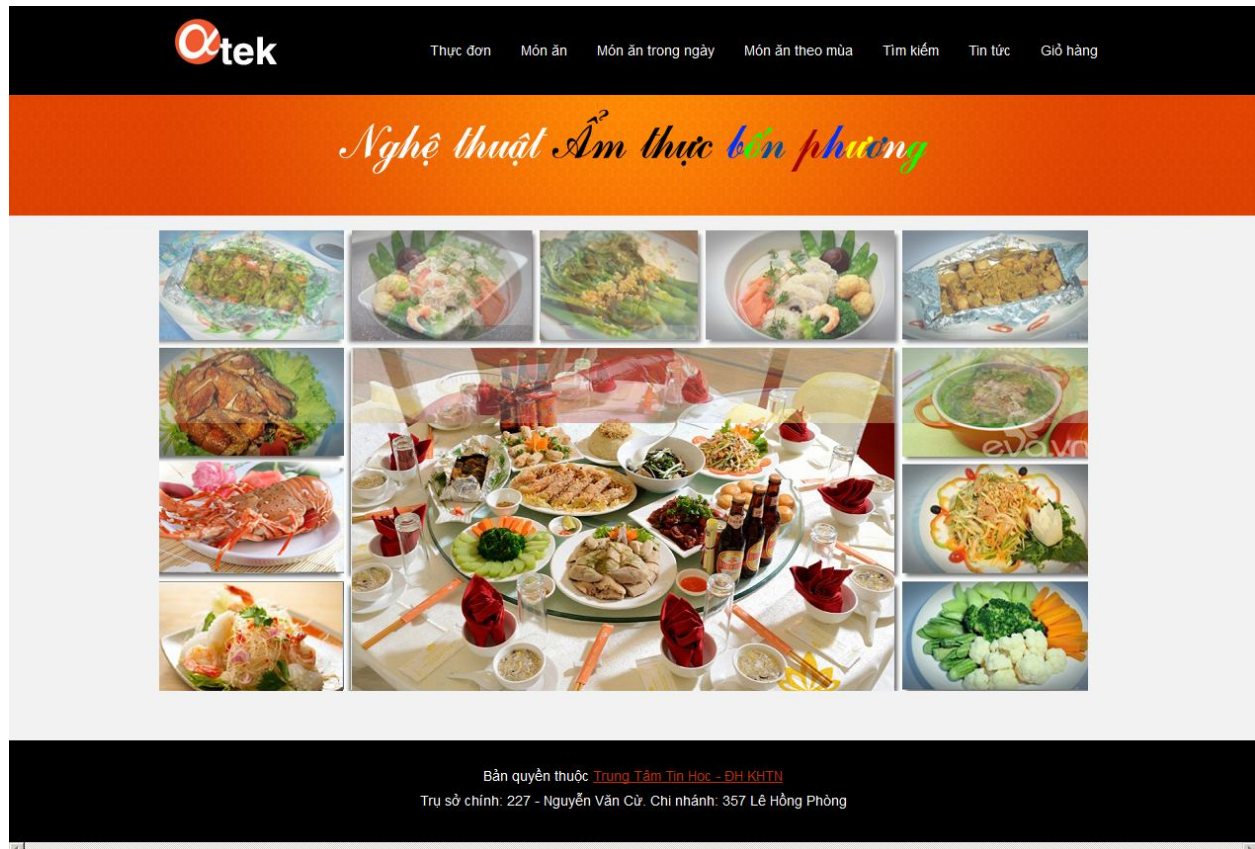 αtek
Thực đơn Món ăn Món ăn trong ngày Món ăn theo mùa Tìm kiếm Tin tức Giỏ hàng
Nghệ thuật Ẩm thực bốn phương
eva.vn
Bản quyền thuộc Trung Tâm Tin Học - ĐH KHTN
Trụ sở chính: 227 - Nguyễn Văn Cừ. Chi nhánh: 357 Lê Hồng Phòng